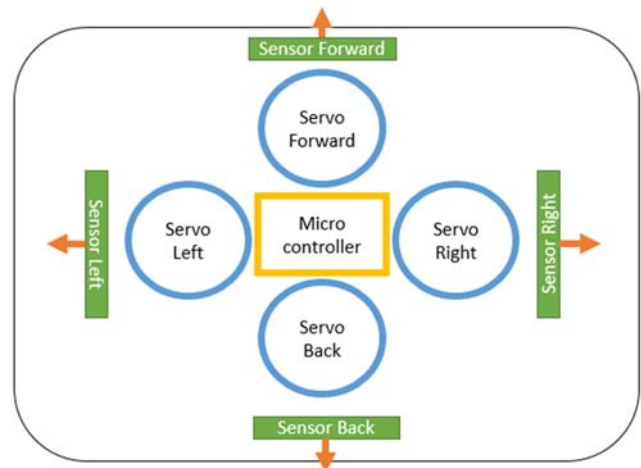 Sensor Forward
Servo
Forward
Sensor Left
Servo
Left
Micro
controller
Servo
Right
Sensor Right
Servo
Back
Sensor Back